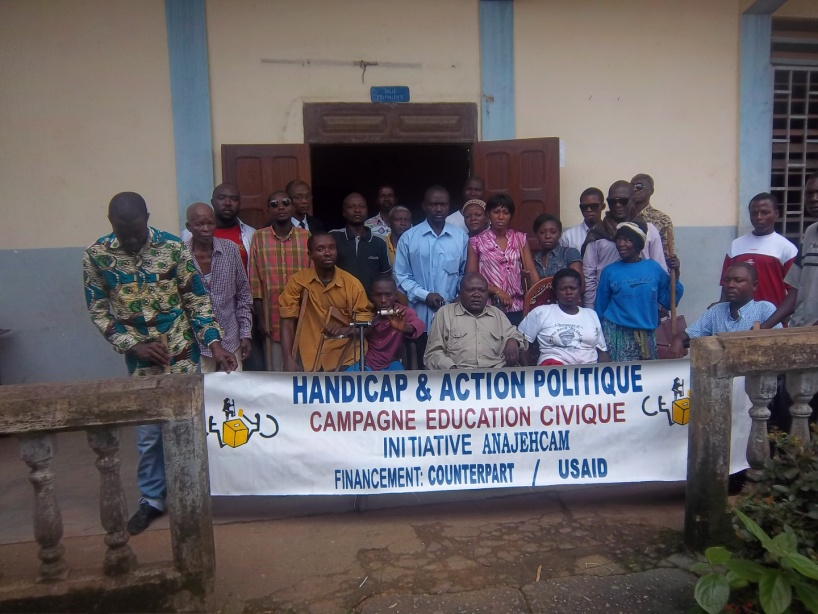 HANDICAP & ACTION POLITIQUE
CAMPAGNE EDUCATION CIVIQUE
INITIATIVE ANAJEHCAM
FINANCEMENT: COUNTERPART / USAID